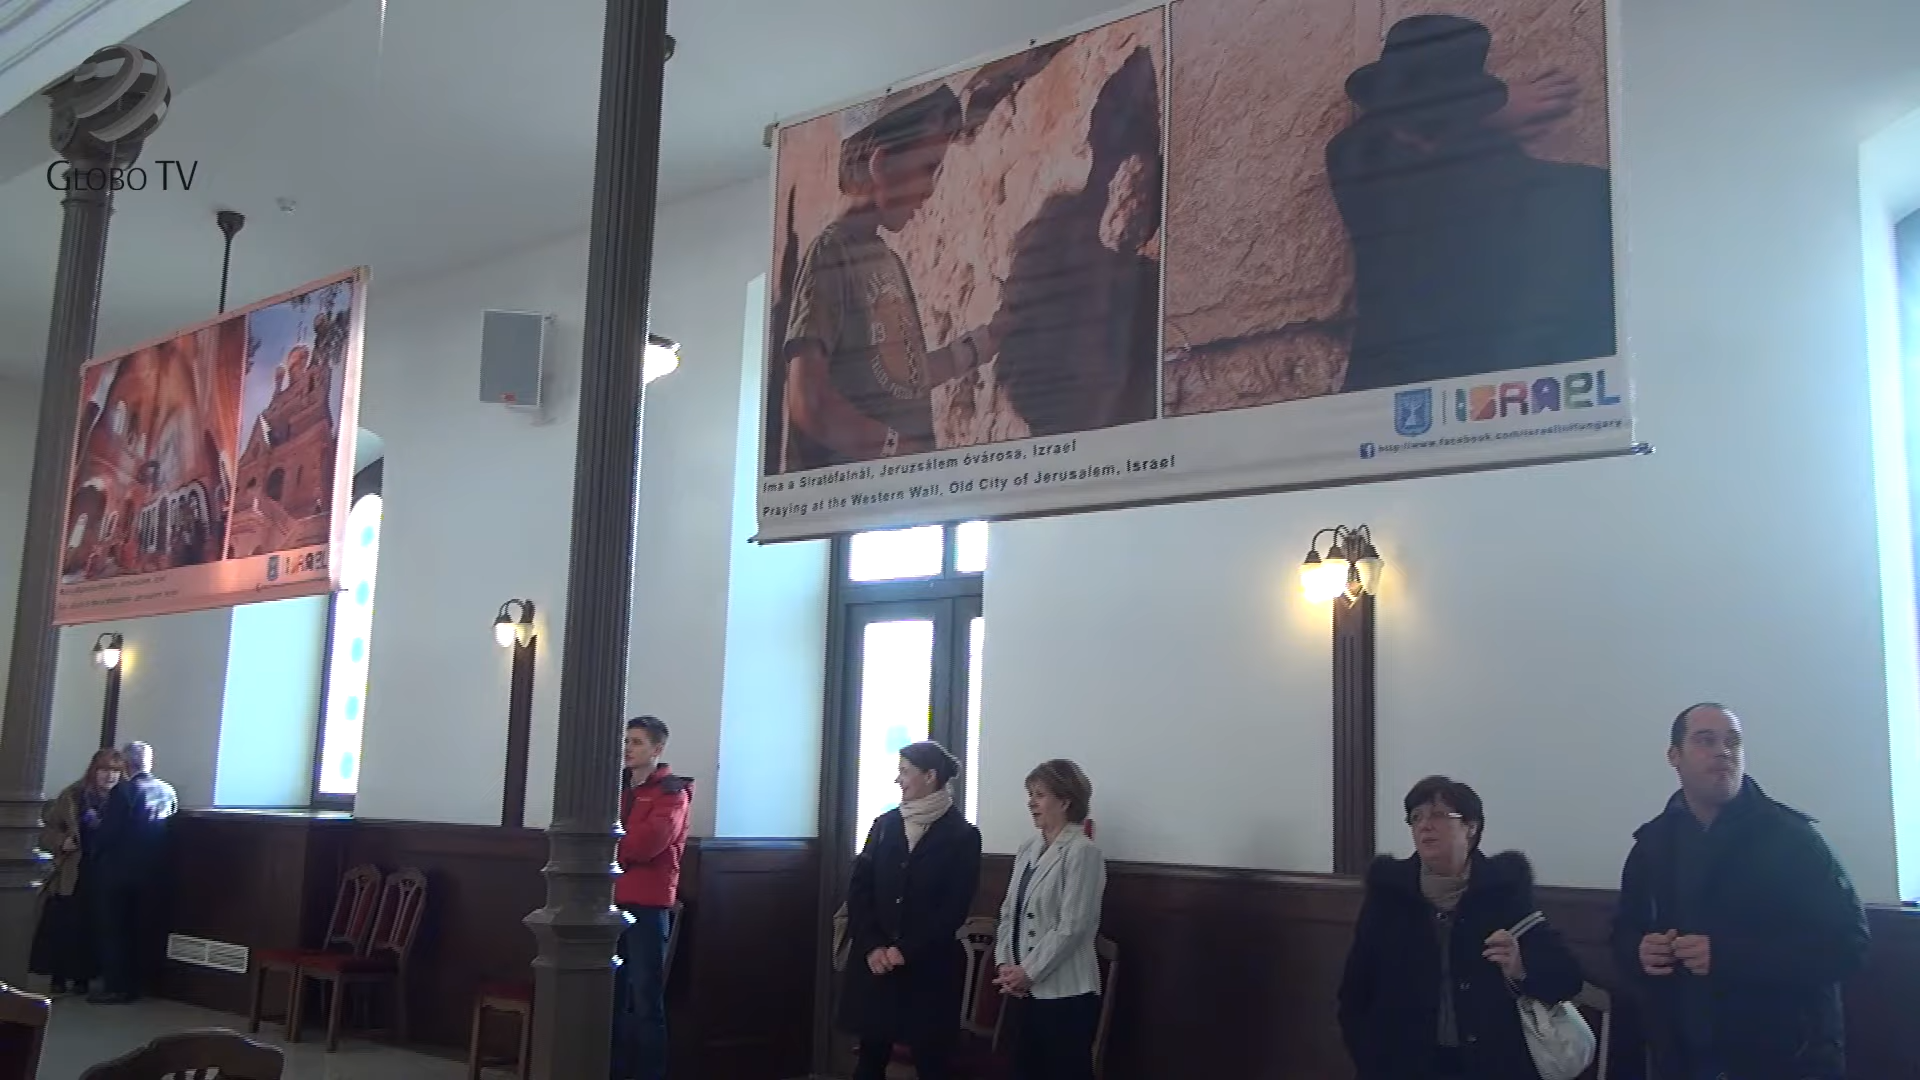 GLOBO TV
ISRAEL
http://www.facebook.com/IsraelinHungary
Ima a Siratófalnál, Jeruzsálem óvárosa, Izrael
Praying at the Western Wall, Old City of Jerusalem, Israel
ISRAEL